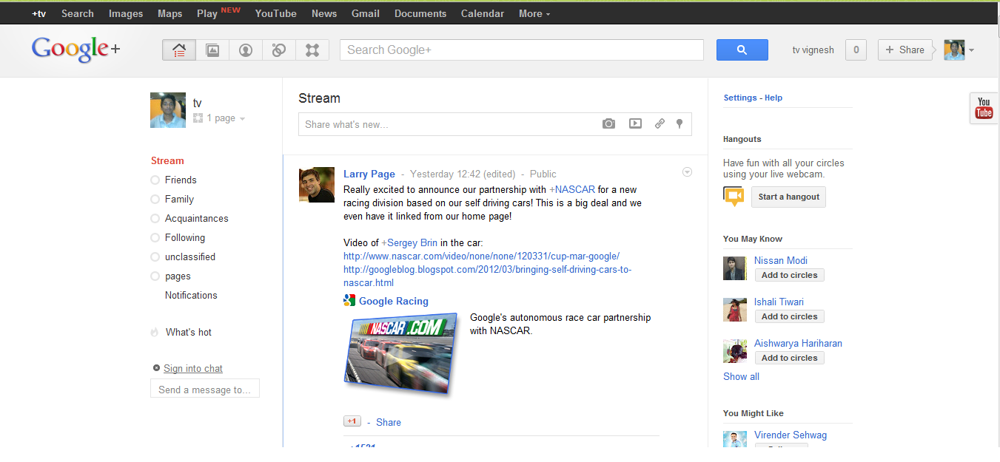 +tv Search Images Maps Play NEW YouTube News Gmail Documents Calendar More
Google+
Search Google+
tv vignesh
0
+ Share
tv
1 page
Stream
Friends
Family
Acquaintances
Following
unclassified
pages
Notifications
What's hot
Sign into chat
Send a message to...
Stream
Share what's new...
Larry Page - Yesterday 12:42 (edited) - Public
Really excited to announce our partnership with +NASCAR for a new
racing division based on our self driving cars! This is a big deal and we
even have it linked from our home page!
Video of +Sergey Brin in the car:
http://www.nascar.com/video/none/none/120331/cup-mar-google/
http://googleblog.blogspot.com/2012/03/bringing-self-driving-cars-to-
nascar.html
Google Racing
NASCAR.COM
Google's autonomous race car partnership
with NASCAR.
+1 - Share
Settings - Help
Hangouts
Have fun with all your circles
using your live webcam.
Start a hangout
You May Know
Nissan Modi
Add to circles
Ishali Tiwari
Add to circles
Aishwarya Hariharan
Add to circles
Show all
You Might Like
Virender Sehwag
You
Tube